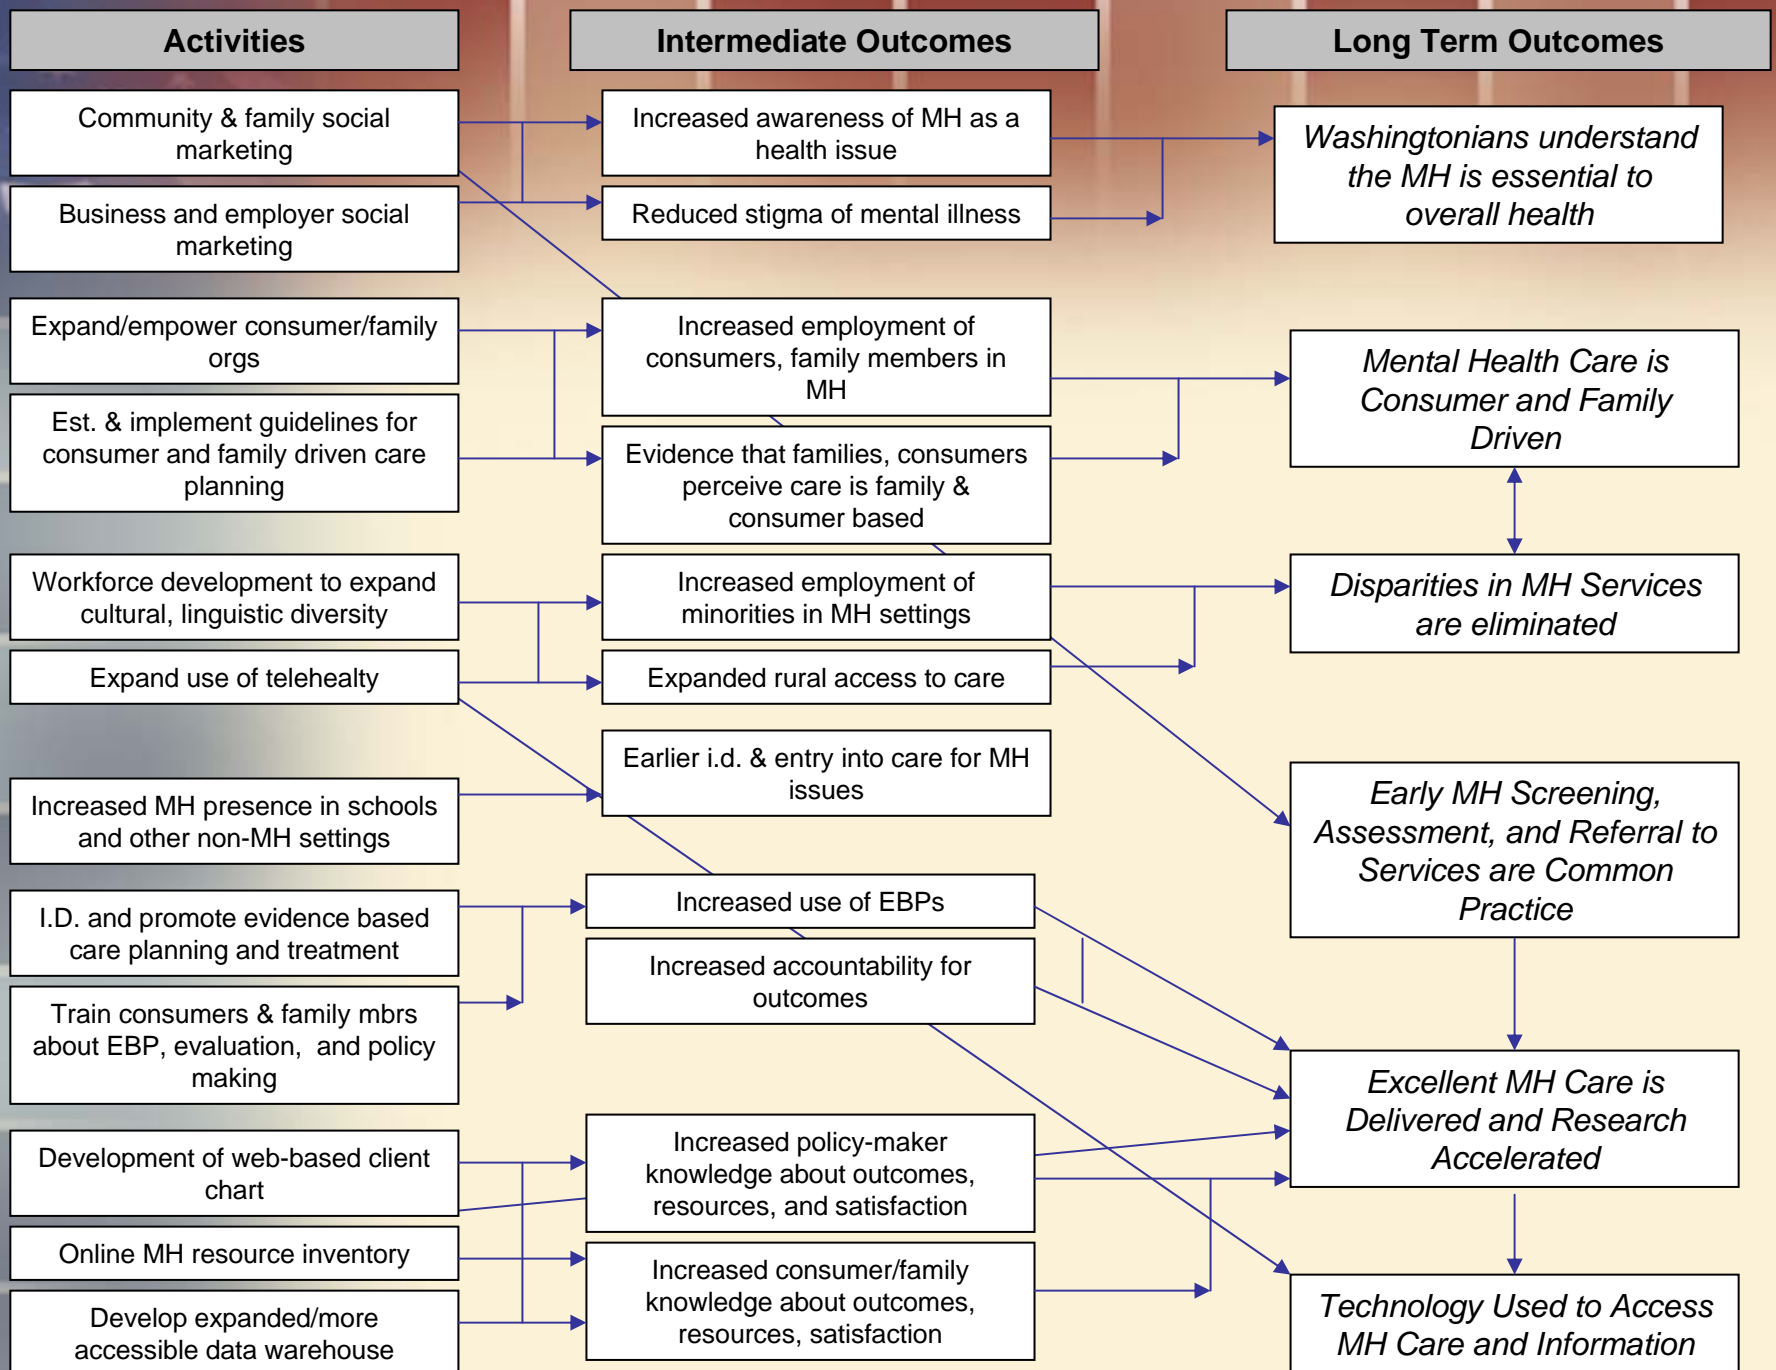 Activities
Community & family social
marketing
Business and employer social
marketing
Expand/empower consumer/family
orgs
Est. & implement guidelines for
consumer and family driven care
planning
Workforce development to expand
cultural, linguistic diversity
Expand use of telehealty
Increased MH presence in schools
and other non-MH settings
I.D. and promote evidence based
care planning and treatment
Train consumers & family mbrs
about EBP, evaluation, and policy
making
Development of web-based client
chart
Online MH resource inventory
Develop expanded/more
accessible data warehouse
Intermediate Outcomes
Increased awareness of MH as a
health issue
Reduced stigma of mental illness
Increased employment of
consumers, family members in
MH
Evidence that families, consumers
perceive care is family &
consumer based
Increased employment of
minorities in MH settings
Expanded rural access to care
Earlier i.d. & entry into care for MH
issues
Increased use of EBPs
Increased accountability for
outcomes
Increased policy-maker
knowledge about outcomes,
resources, and satisfaction
Increased consumer/family
knowledge about outcomes,
resources, satisfaction
Long Term Outcomes
Washingtonians understand
the MH is essential to
overall health
Mental Health Care is
Consumer and Family
Driven
Disparities in MH Services
are eliminated
Early MH Screening,
Assessment, and Referral to
Services are Common
Practice
Excellent MH Care is
Delivered and Research
Accelerated
Technology Used to Access
MH Care and Information